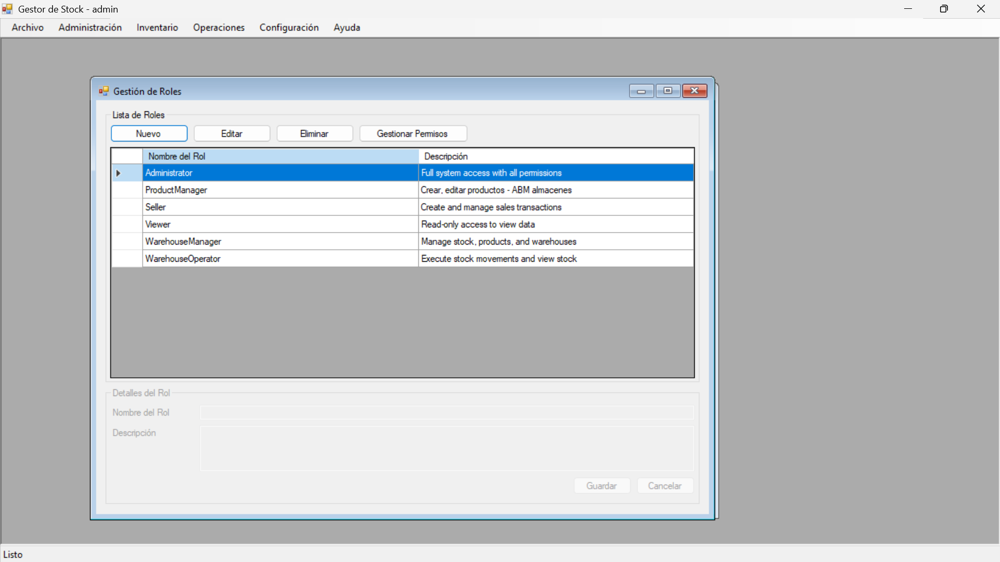 Gestor de Stock - admin
Archivo Administración Inventario Operaciones Configuración Ayuda
Gestión de Roles
Lista de Roles
Nuevo Editar Eliminar Gestionar Permisos
Nombre del Rol Descripción
Administrator Full system access with all permissions
ProductManager Crear, editar productos - ABM almacenes
Seller Create and manage sales transactions
Viewer Read-only access to view data
WarehouseManager Manage stock, products, and warehouses
WarehouseOperator Execute stock movements and view stock
Detalles del Rol
Nombre del Rol
Descripción
Guardar Cancelar
Listo